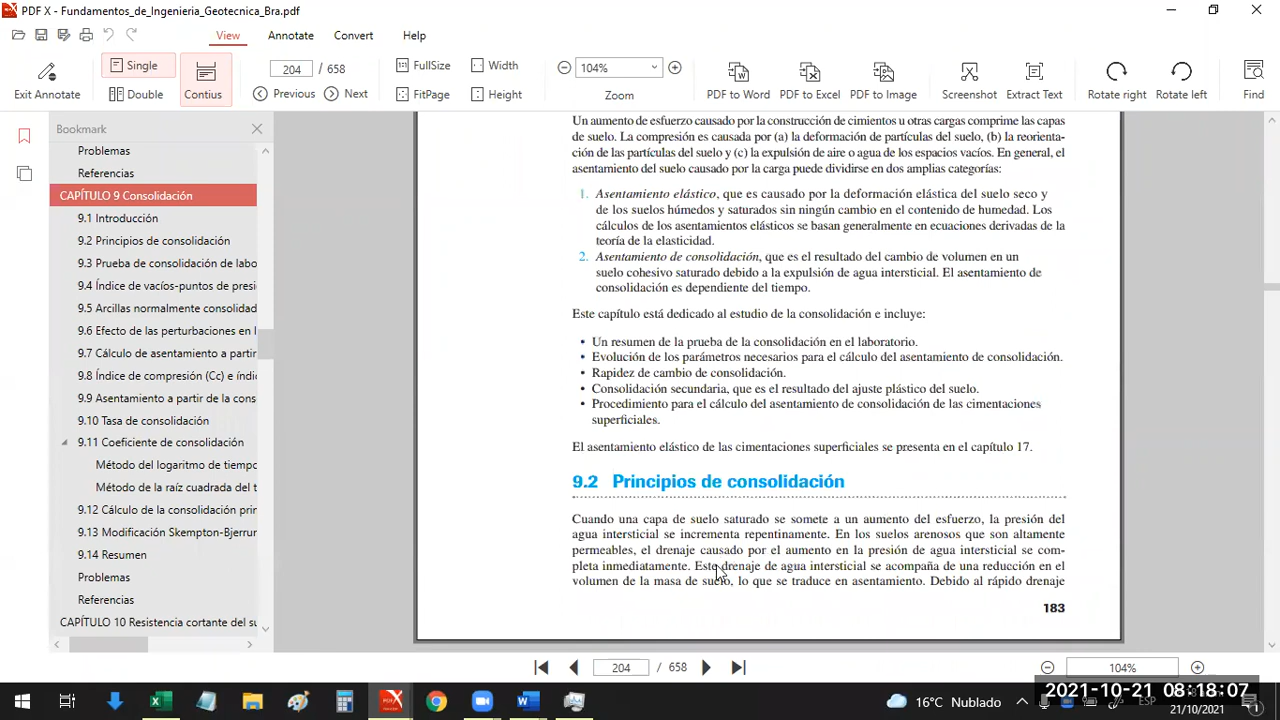 PDF X - Fundamentos_de_Ingenieria_Geotecnica_Bra.pdf
View
Annotate
Convert
Help
Exit Annotate
Single
Double
Contius
204 / 658
Previous
Next
FullSize
FitPage
Width
Height
104%
Zoom
PDF to Word
PDF to Excel
PDF to Image
Screenshot
Extract Text
Rotate right
Rotate left
Find
Bookmark
Problemas
Referencias
CAPÍTULO 9 Consolidación
9.1 Introducción
9.2 Principios de consolidación
9.3 Prueba de consolidación de labo
9.4 Índice de vacíos-puntos de presi
9.5 Arcillas normalmente consolidad
9.6 Efecto de las perturbaciones en l
9.7 Cálculo de asentamiento a partir
9.8 Índice de compresión (Cc) e índi
9.9 Asentamiento a partir de la cons
9.10 Tasa de consolidación
9.11 Coeficiente de consolidación
Método del logaritmo de tiempo
Método de la raíz cuadrada del t
9.12 Cálculo de la consolidación prin
9.13 Modificación Skempton-Bjerrun
9.14 Resumen
Problemas
Referencias
CAPÍTULO 10 Resistencia cortante del su
Un aumento de esfuerzo causado por la construcción de cimientos u otras cargas comprime las capas
de suelo. La compresión es causada por (a) la deformación de partículas del suelo, (b) la reorienta-
ción de las partículas del suelo y (c) la expulsión de aire o agua de los espacios vacíos. En general, el
asentamiento del suelo causado por la carga puede dividirse en dos amplias categorías:
1. Asentamiento elástico, que es causado por la deformación elástica del suelo seco y
de los suelos húmedos y saturados sin ningún cambio en el contenido de humedad. Los
cálculos de los asentamientos elásticos se basan generalmente en ecuaciones derivadas de la
teoría de la elasticidad.
2. Asentamiento de consolidación, que es el resultado del cambio de volumen en un
suelo cohesivo saturado debido a la expulsión de agua intersticial. El asentamiento de
consolidación es dependiente del tiempo.
Este capítulo está dedicado al estudio de la consolidación e incluye:
• Un resumen de la prueba de la consolidación en el laboratorio.
• Evolución de los parámetros necesarios para el cálculo del asentamiento de consolidación.
• Rapidez de cambio de consolidación.
• Consolidación secundaria, que es el resultado del ajuste plástico del suelo.
• Procedimiento para el cálculo del asentamiento de consolidación de las cimentaciones
superficiales.
El asentamiento elástico de las cimentaciones superficiales se presenta en el capítulo 17.
9.2 Principios de consolidación
Cuando una capa de suelo saturado se somete a un aumento del esfuerzo, la presión del
agua intersticial se incrementa repentinamente. En los suelos arenosos que son altamente
permeables, el drenaje causado por el aumento en la presión de agua intersticial se com-
pleta inmediatamente. Este drenaje de agua intersticial se acompaña de una reducción en el
volumen de la masa de suelo, lo que se traduce en asentamiento. Debido al rápido drenaje
183
204 / 658
104%
16°C Nublado
ESP
21/10/2021
2021-10-21 08:18:07